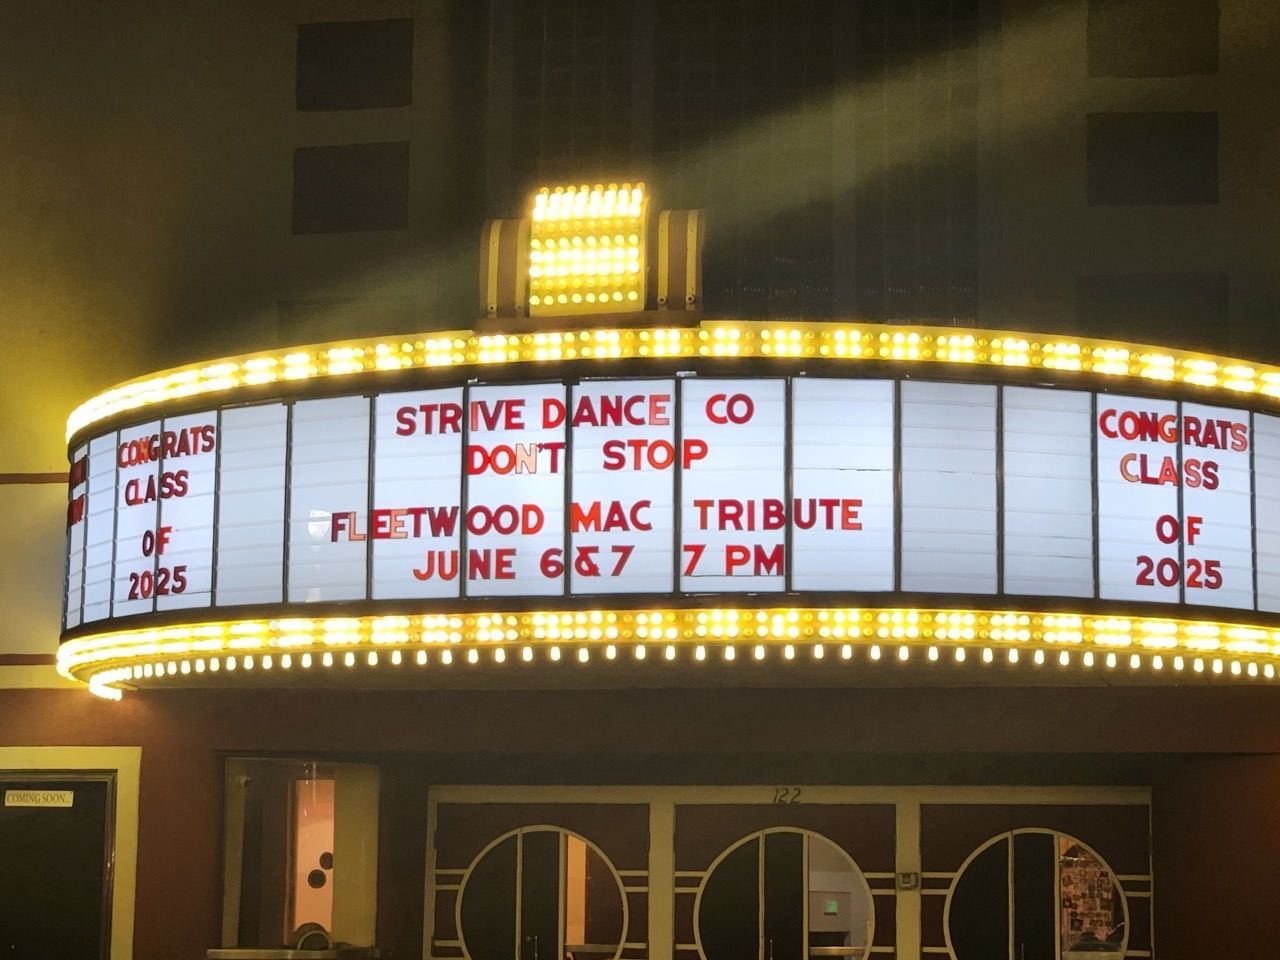 CONGRATS
CLASS
OF
2025
STRIVE DANCE CO
DON'T STOP
FLEETWOOD MAC TRIBUTE
JUNE 6 & 7 7 PM
CONGRATS
CLASS
OF
2025
COMING SOON...
122